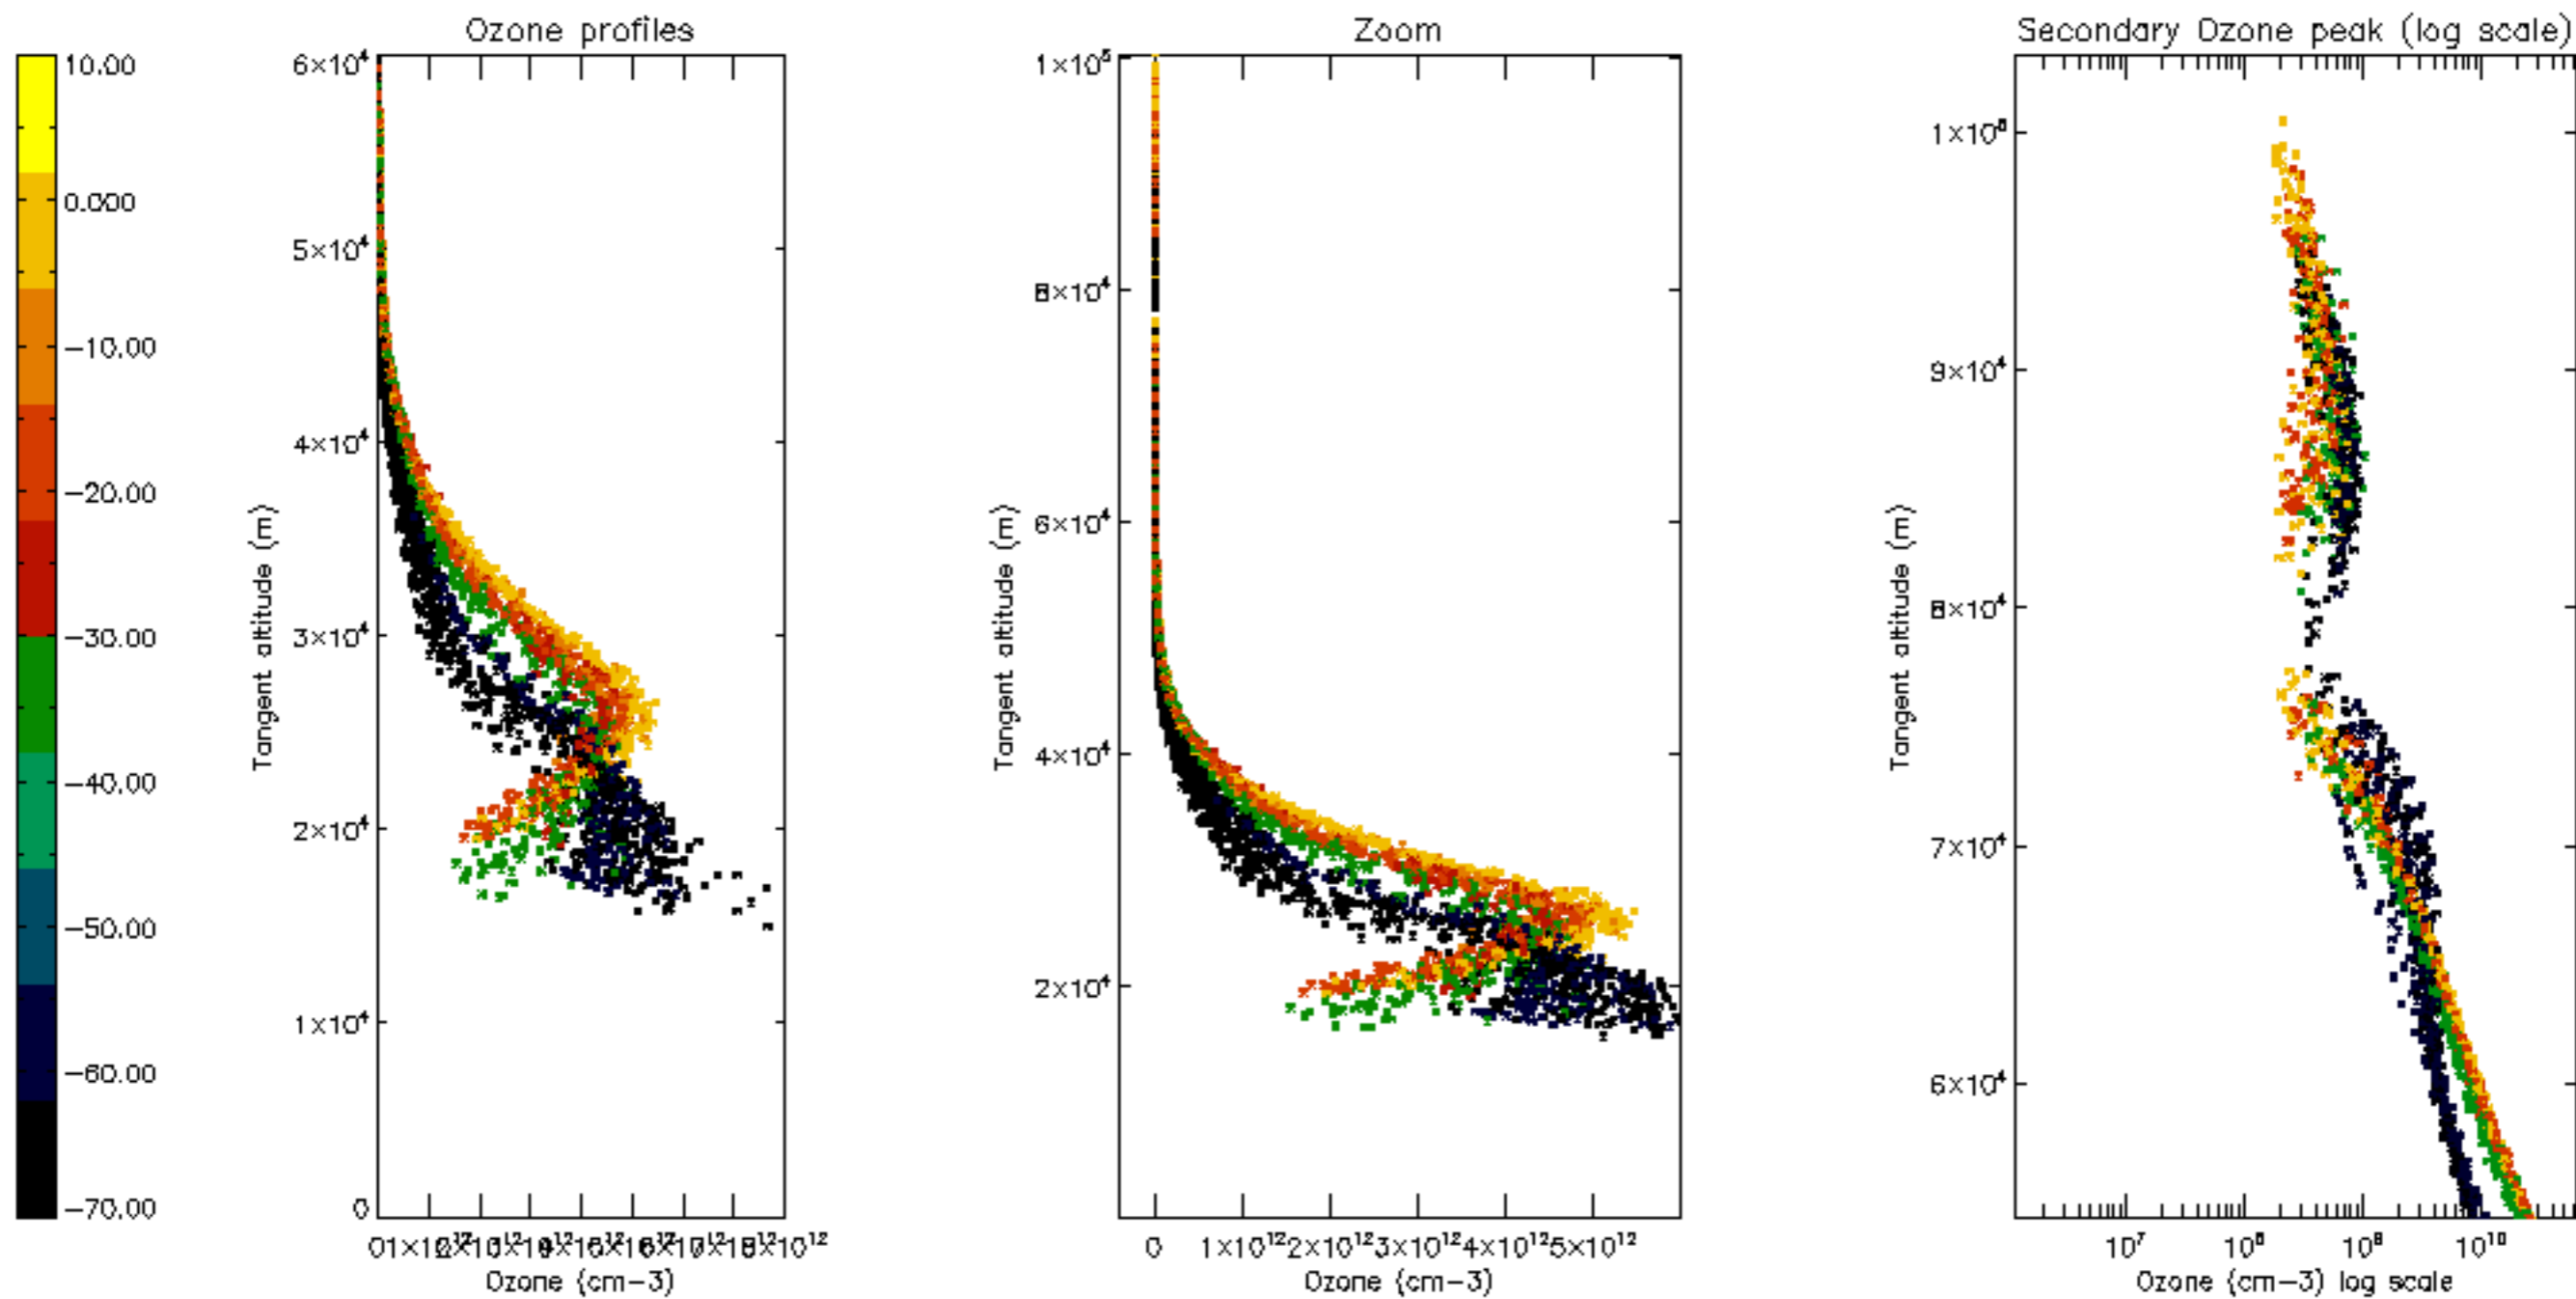 Ozone profiles
Zoom
Secondary Ozone peak (log scale)
10.00
0.000
−10.00
−20.00
−30.00
−40.00
−50.00
−60.00
−70.00
6×10⁴
5×10⁴
4×10⁴
3×10⁴
2×10⁴
1×10⁴
0
Tangent altitude (m)
Ozone (cm−3)
1×10⁵
8×10⁴
6×10⁴
4×10⁴
2×10⁴
Tangent altitude (m)
0 1×10¹² 2×10¹² 3×10¹² 4×10¹² 5×10¹²
Ozone (cm−3)
9×10⁴
8×10⁴
7×10⁴
6×10⁴
Tangent altitude (m)
10⁷ 10⁸ 10⁹ 10¹⁰
Ozone (cm−3) log scale